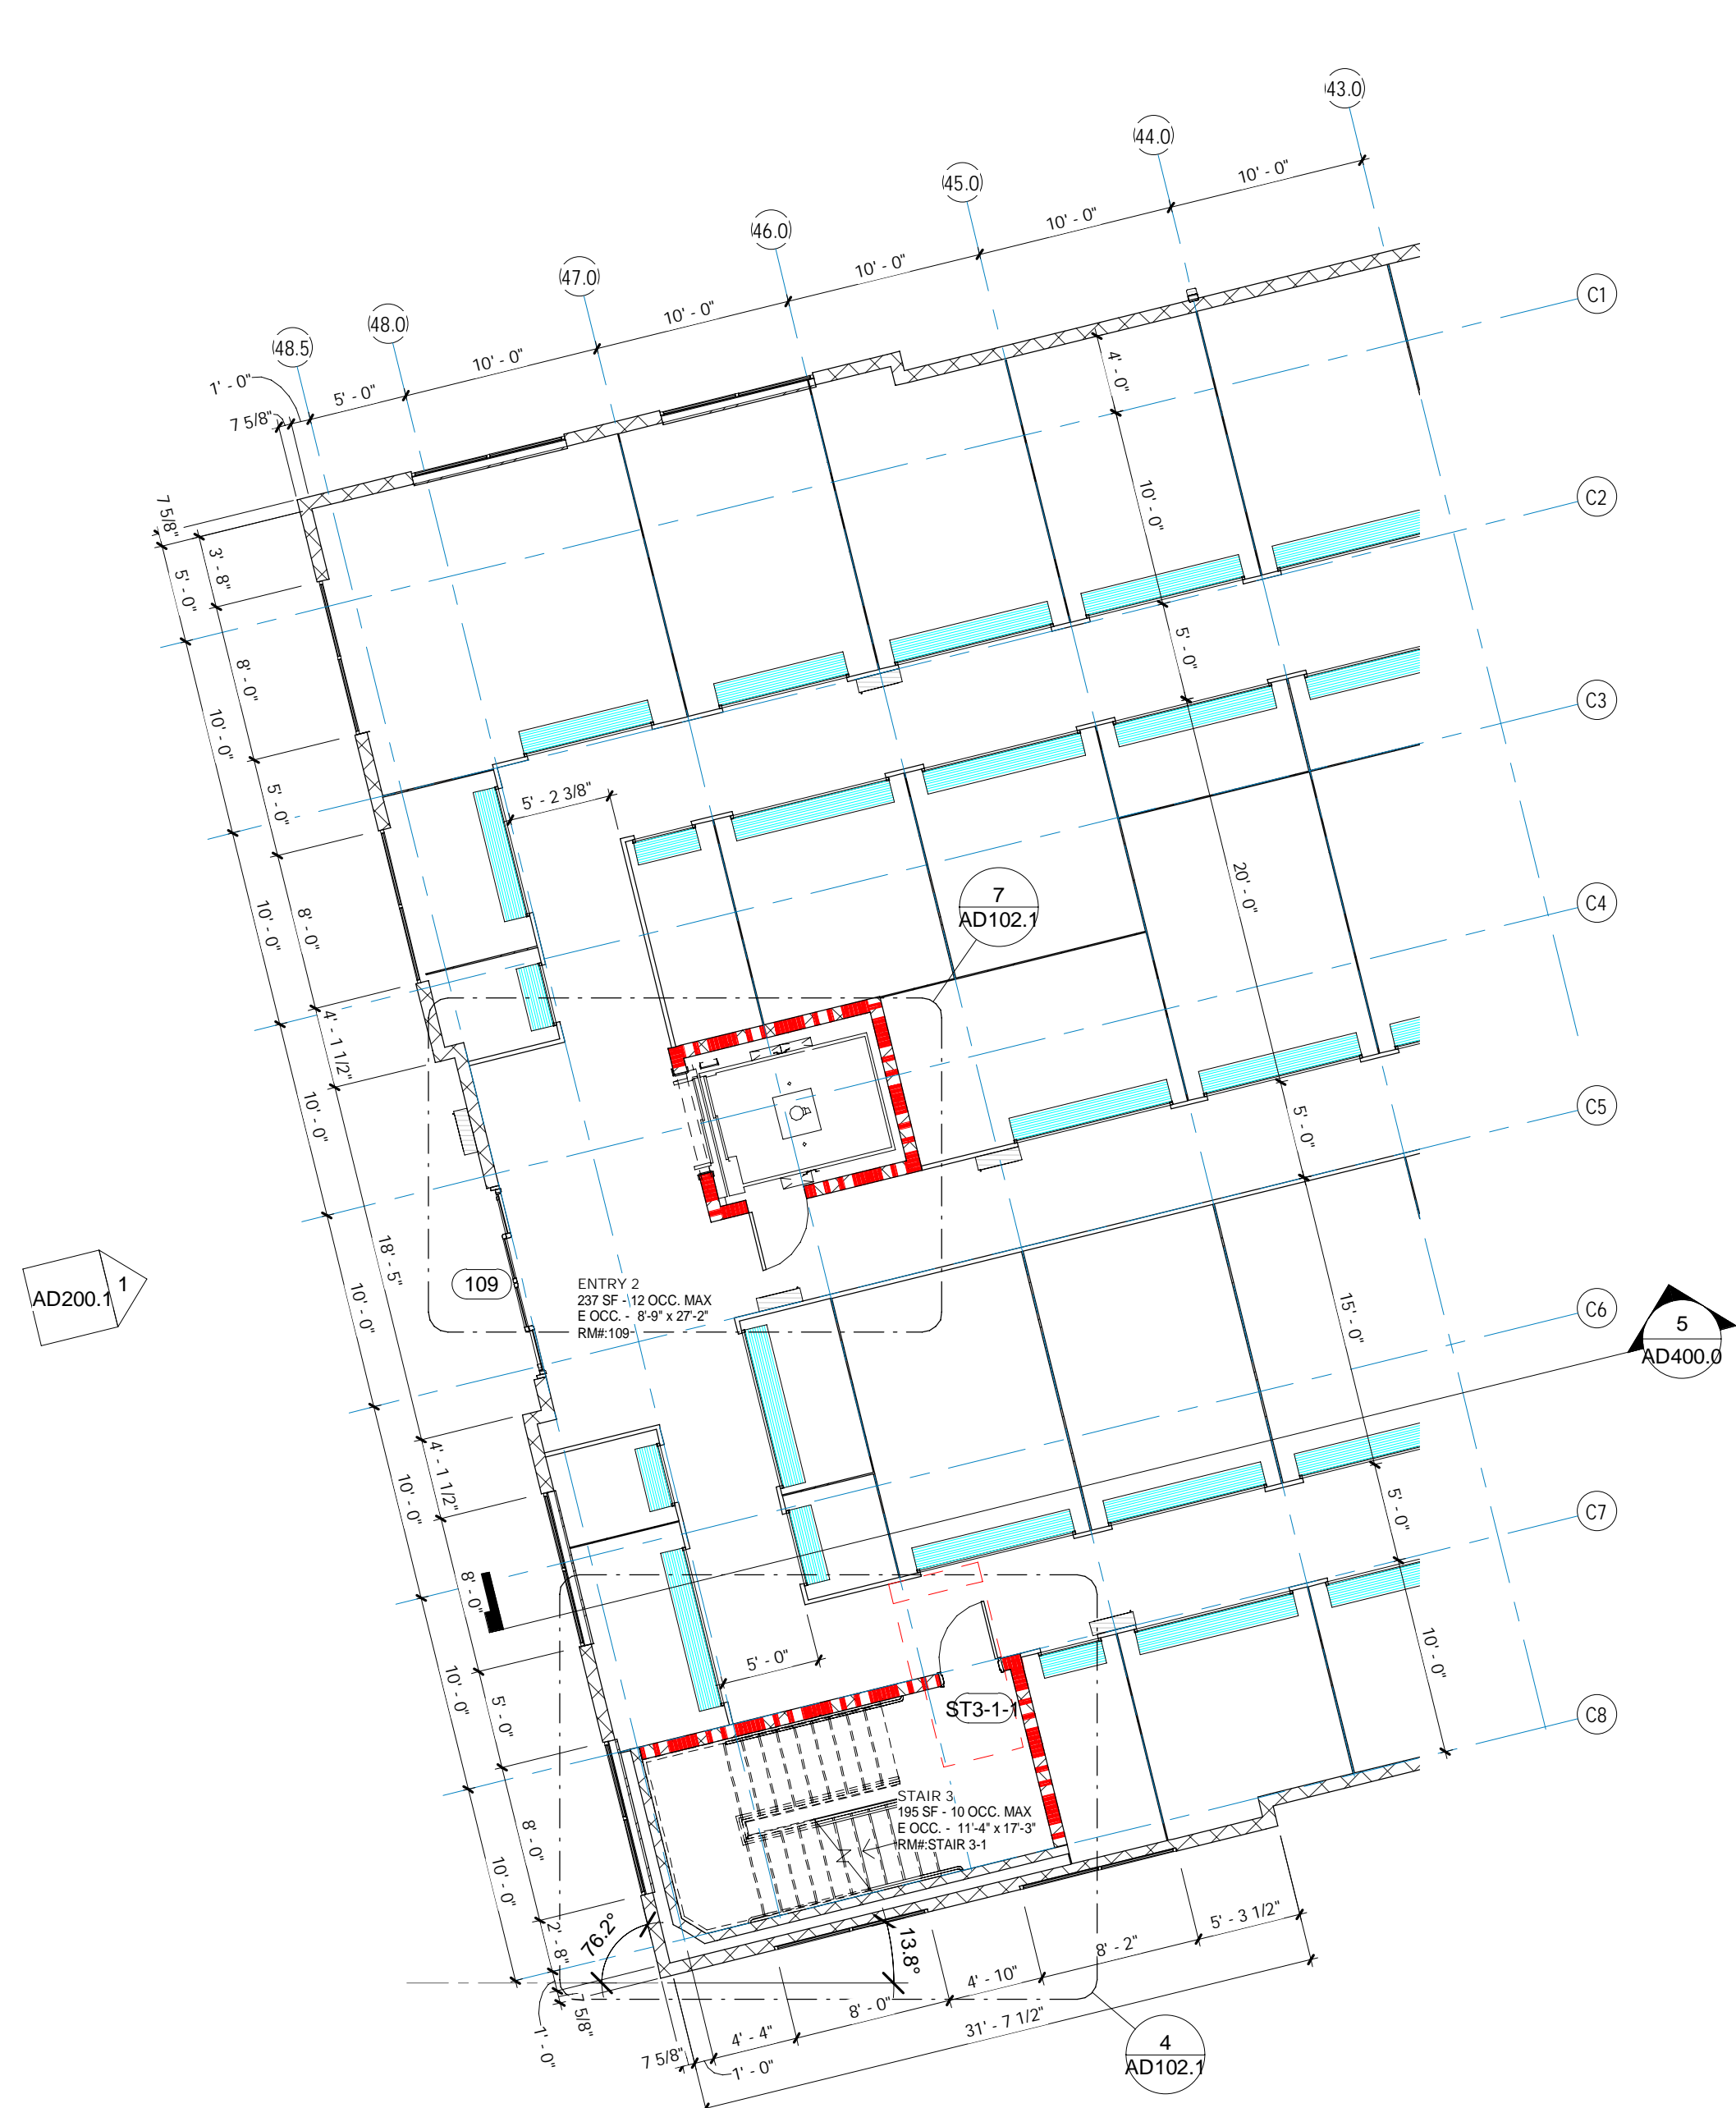 (43.0)
(44.0)
(45.0)
(46.0)
(47.0)
(48.0)
(48.5)
10' - 0"
10' - 0"
10' - 0"
10' - 0"
10' - 0"
5' - 0"
1' - 0"
7 5/8"
C1
C2
C3
C4
C5
C6
C7
C8
7 5/8"
5' - 0"
10' - 0"
10' - 0"
10' - 0"
10' - 0"
10' - 0"
10' - 0"
10' - 0"
3' - 8"
8' - 0"
5' - 0"
8' - 0"
4' - 1 1/2"
18' - 5"
4' - 1 1/2"
8' - 0"
5' - 0"
8' - 0"
2' - 8"
1' - 0"
7 5/8"
4' - 0"
10' - 0"
5' - 0"
20' - 0"
5' - 0"
15' - 0"
5' - 0"
10' - 0"
5' - 2 3/8"
7
AD102.1
1
AD200.1
109
ENTRY 2
237 SF - 12 OCC. MAX
E OCC. - 8'-9" x 27'-2"
RM#:109
5
AD400.0
5' - 0"
ST3-1-1
STAIR 3
195 SF - 10 OCC. MAX
E OCC. - 11'-4" x 17'-3"
RM#:STAIR 3-1
76.2°
13.8°
7 5/8"
1' - 0"
4' - 4"
8' - 0"
4' - 10"
8' - 2"
5' - 3 1/2"
31' - 7 1/2"
4
AD102.1